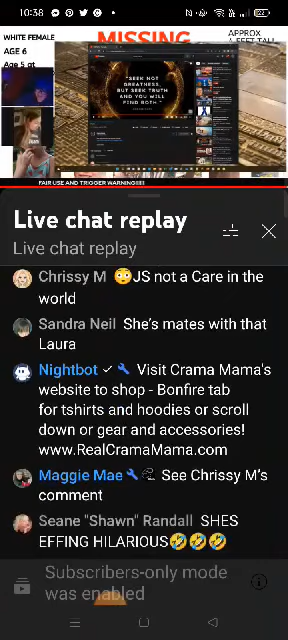 10:38
WHITE FEMALE
MISSING
APPROX
AGE 6
Age 5 at
"SEEK NOT
GREATNESS,
BUT SEEK TRUTH
AND YOU WILL
FIND BOTH."
FAIR USE AND TRIGGER WARNING!!!!!
Live chat replay
Live chat replay
Chrissy M 😳JS not a Care in the
world
Sandra Neil She's mates with that
Laura
Nightbot ✓ Visit Crama Mama's
website to shop - Bonfire tab
for tshirts and hoodies or scroll
down or gear and accessories!
www.RealCramaMama.com
Maggie Mae See Chrissy M's
comment
Seane "Shawn" Randall SHES
EFFING HILARIOUS🤣🤣🤣
Subscribers-only mode
was enabled